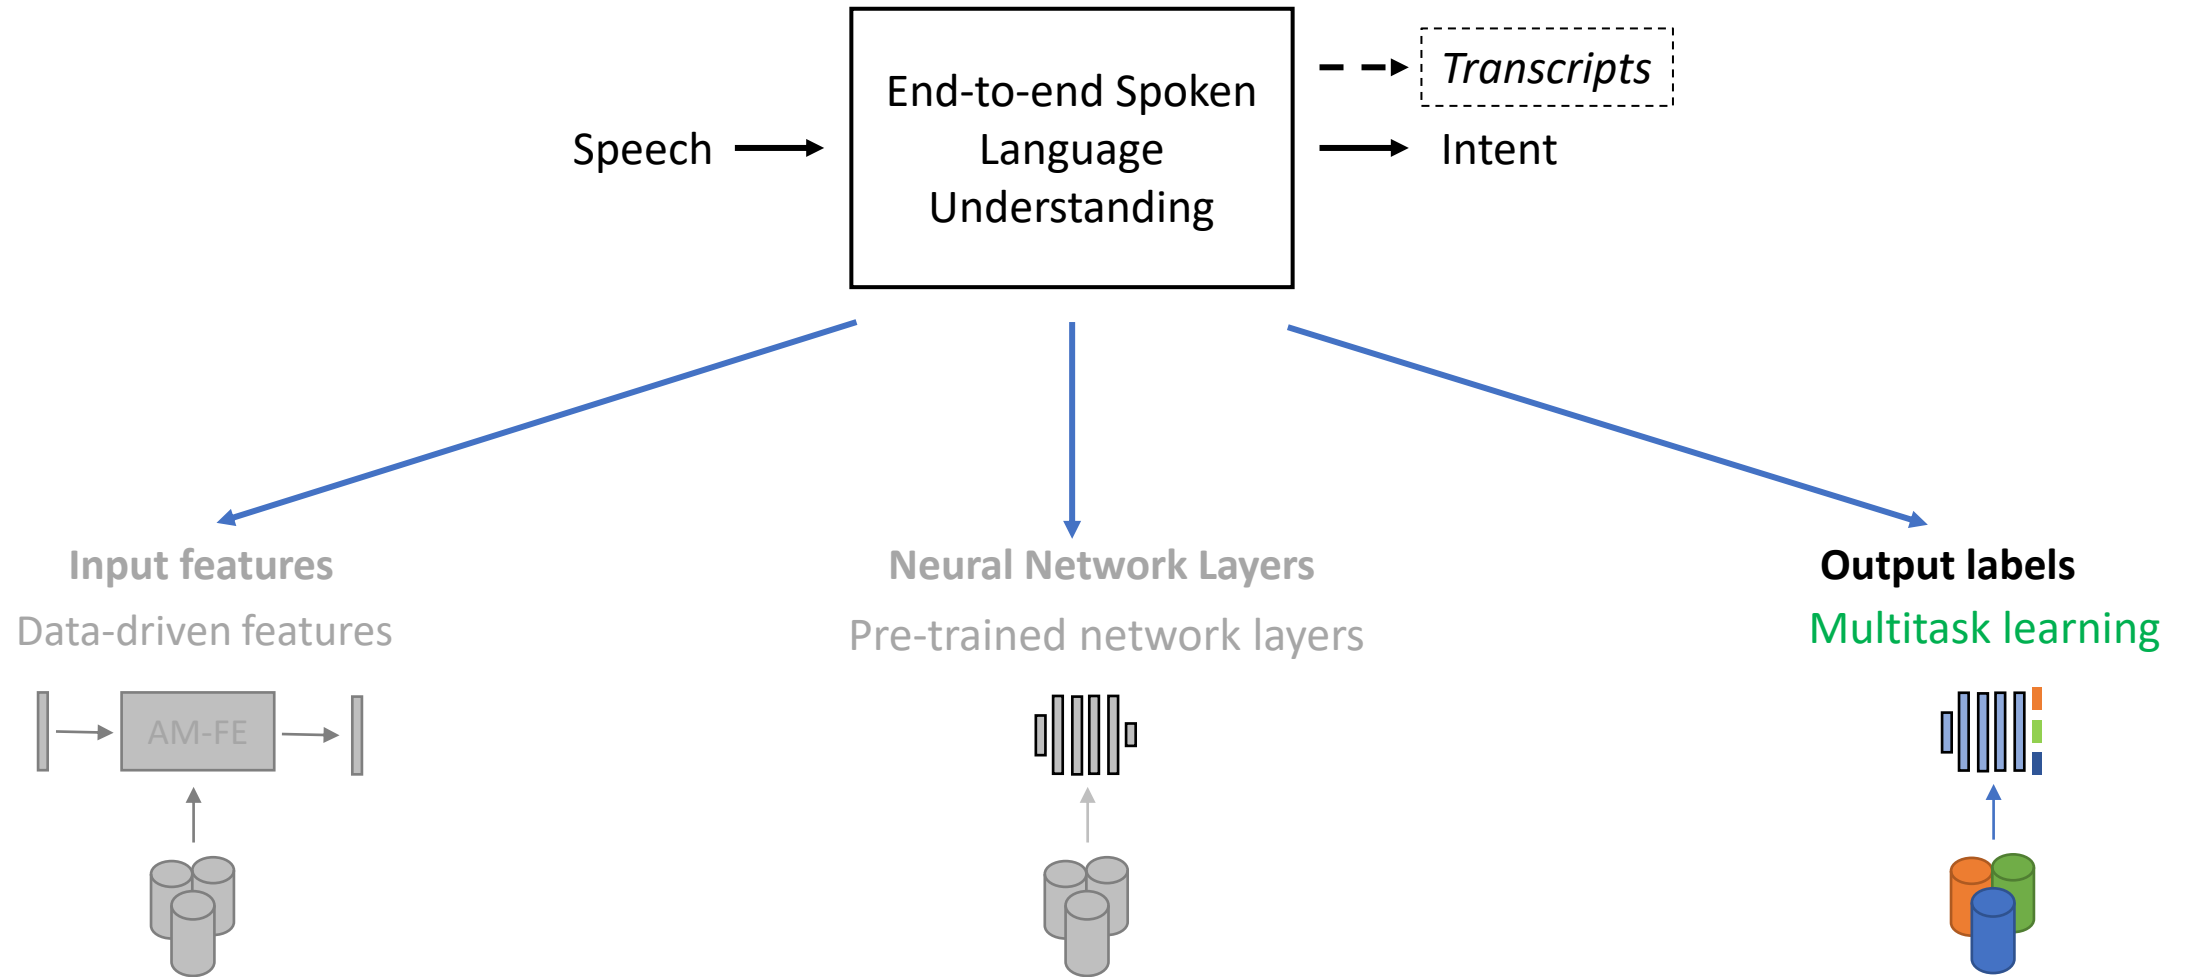 End-to-end Spoken
Language
Understanding
Speech
Transcripts
Intent
Input features
Data-driven features
AM-FE
Neural Network Layers
Pre-trained network layers
Output labels
Multitask learning